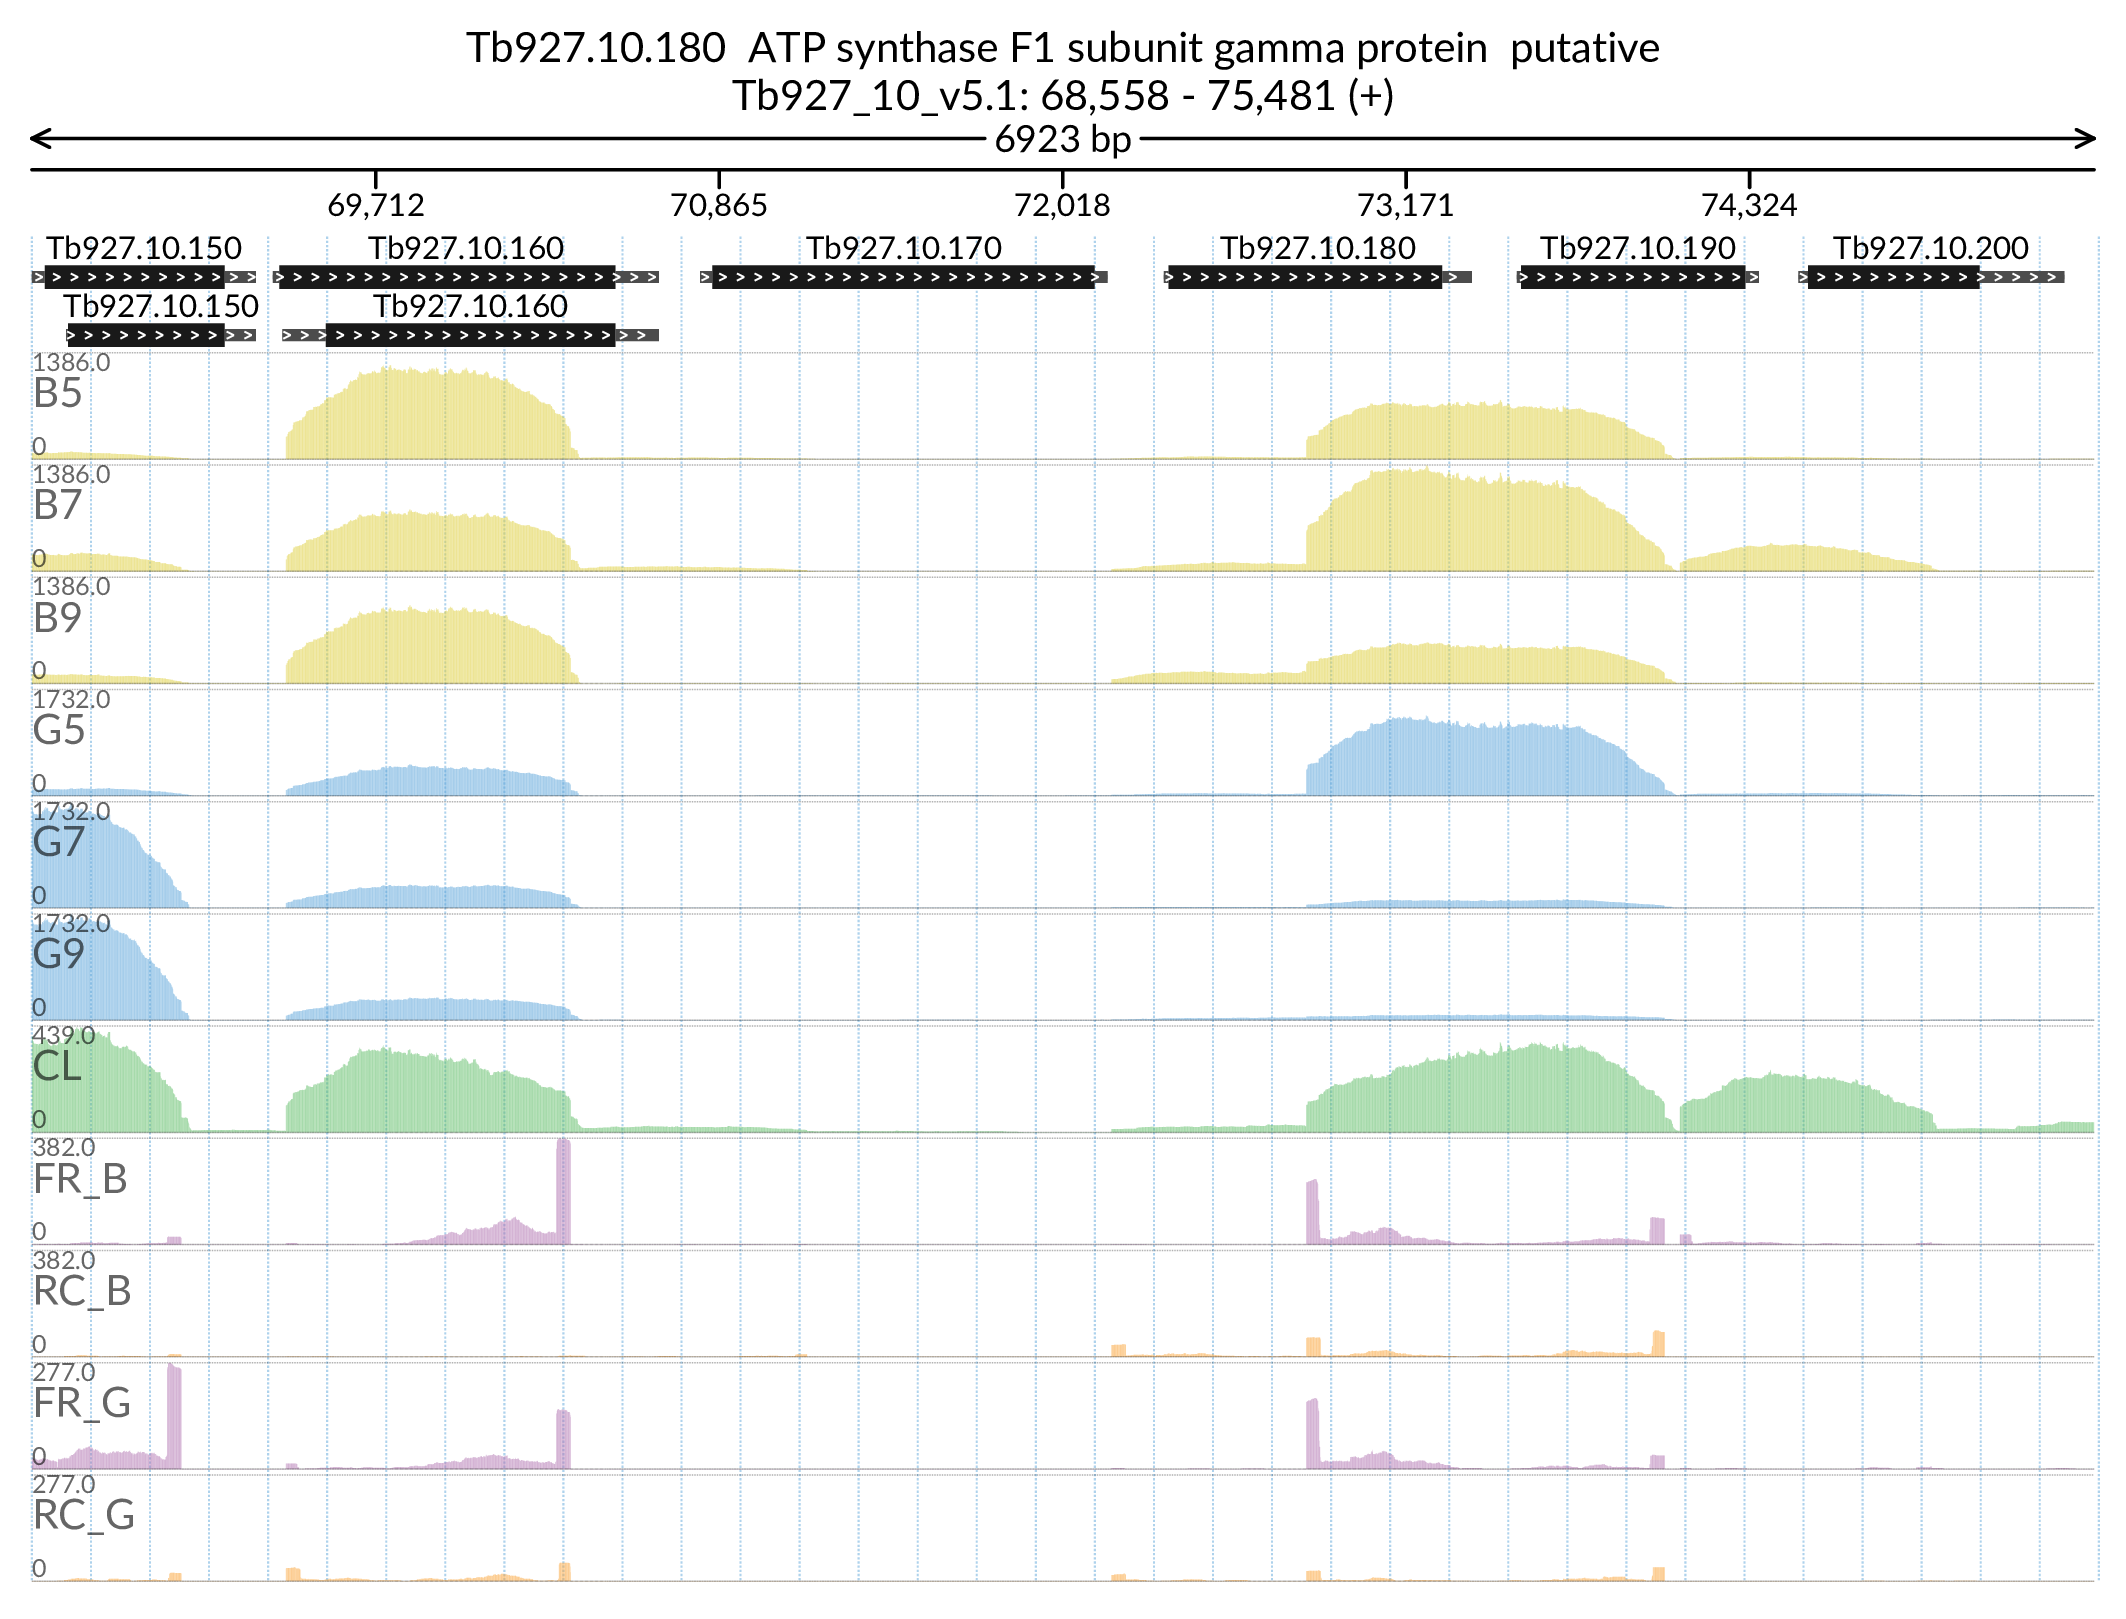 Tb927.10.180  ATP synthase F1 subunit gamma protein  putative
Tb927_10_v5.1: 68,558 - 75,481 (+)
6923 bp
69,712 70,865 72,018 73,171 74,324
Tb927.10.150 Tb927.10.160 Tb927.10.170 Tb927.10.180 Tb927.10.190 Tb927.10.200
Tb927.10.150 Tb927.10.160
1386.0
B5
0
1386.0
B7
0
1386.0
B9
0
1732.0
G5
0
1732.0
G7
0
1732.0
G9
0
439.0
CL
0
382.0
FR_B
0
382.0
RC_B
0
277.0
FR_G
0
277.0
RC_G
0